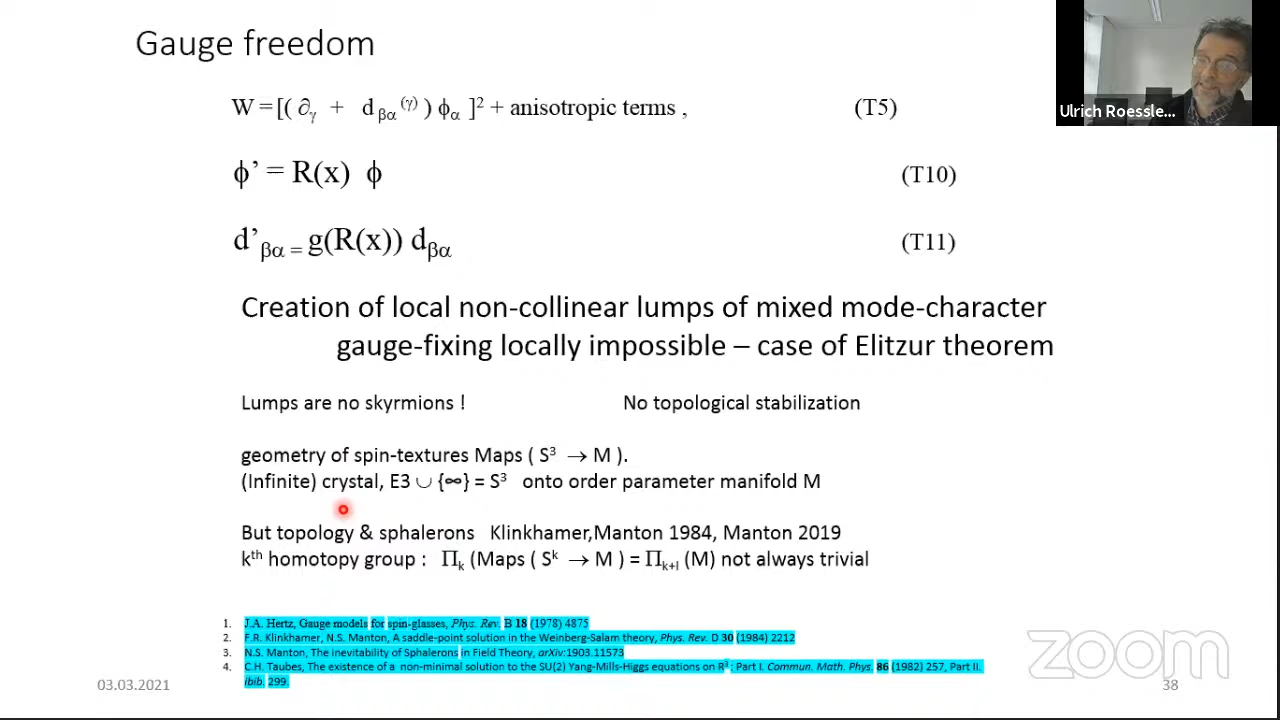 Gauge freedom
Ulrich Roessle...
W = [( ∂γ + d βα (γ) ) ϕα ]² + anisotropic terms , (T5)
ϕ’ = R(x) ϕ (T10)
d’βα = g(R(x)) dβα (T11)
Creation of local non-collinear lumps of mixed mode-character
gauge-fixing locally impossible – case of Elitzur theorem
Lumps are no skyrmions ! No topological stabilization
geometry of spin-textures Maps ( S³ → M ).
(Infinite) crystal, E3 ∪ {∞} = S³ onto order parameter manifold M
But topology & sphalerons Klinkhamer,Manton 1984, Manton 2019
kth homotopy group : Πk (Maps ( Sk → M ) = Πk+l (M) not always trivial
1. J.A. Hertz, Gauge models for spin-glasses, Phys. Rev. B 18 (1978) 4875
2. F.R. Klinkhamer, N.S. Manton, A saddle-point solution in the Weinberg-Salam theory, Phys. Rev. D 30 (1984) 2212
3. N.S. Manton, The inevitability of Sphalerons in Field Theory, arXiv:1903.11573
4. C.H. Taubes, The existence of a non-minimal solution to the SU(2) Yang-Mills-Higgs equations on R³: Part I. Commun. Math. Phys. 86 (1982) 257, Part II.
ibib. 299.
zoom
03.03.2021 38